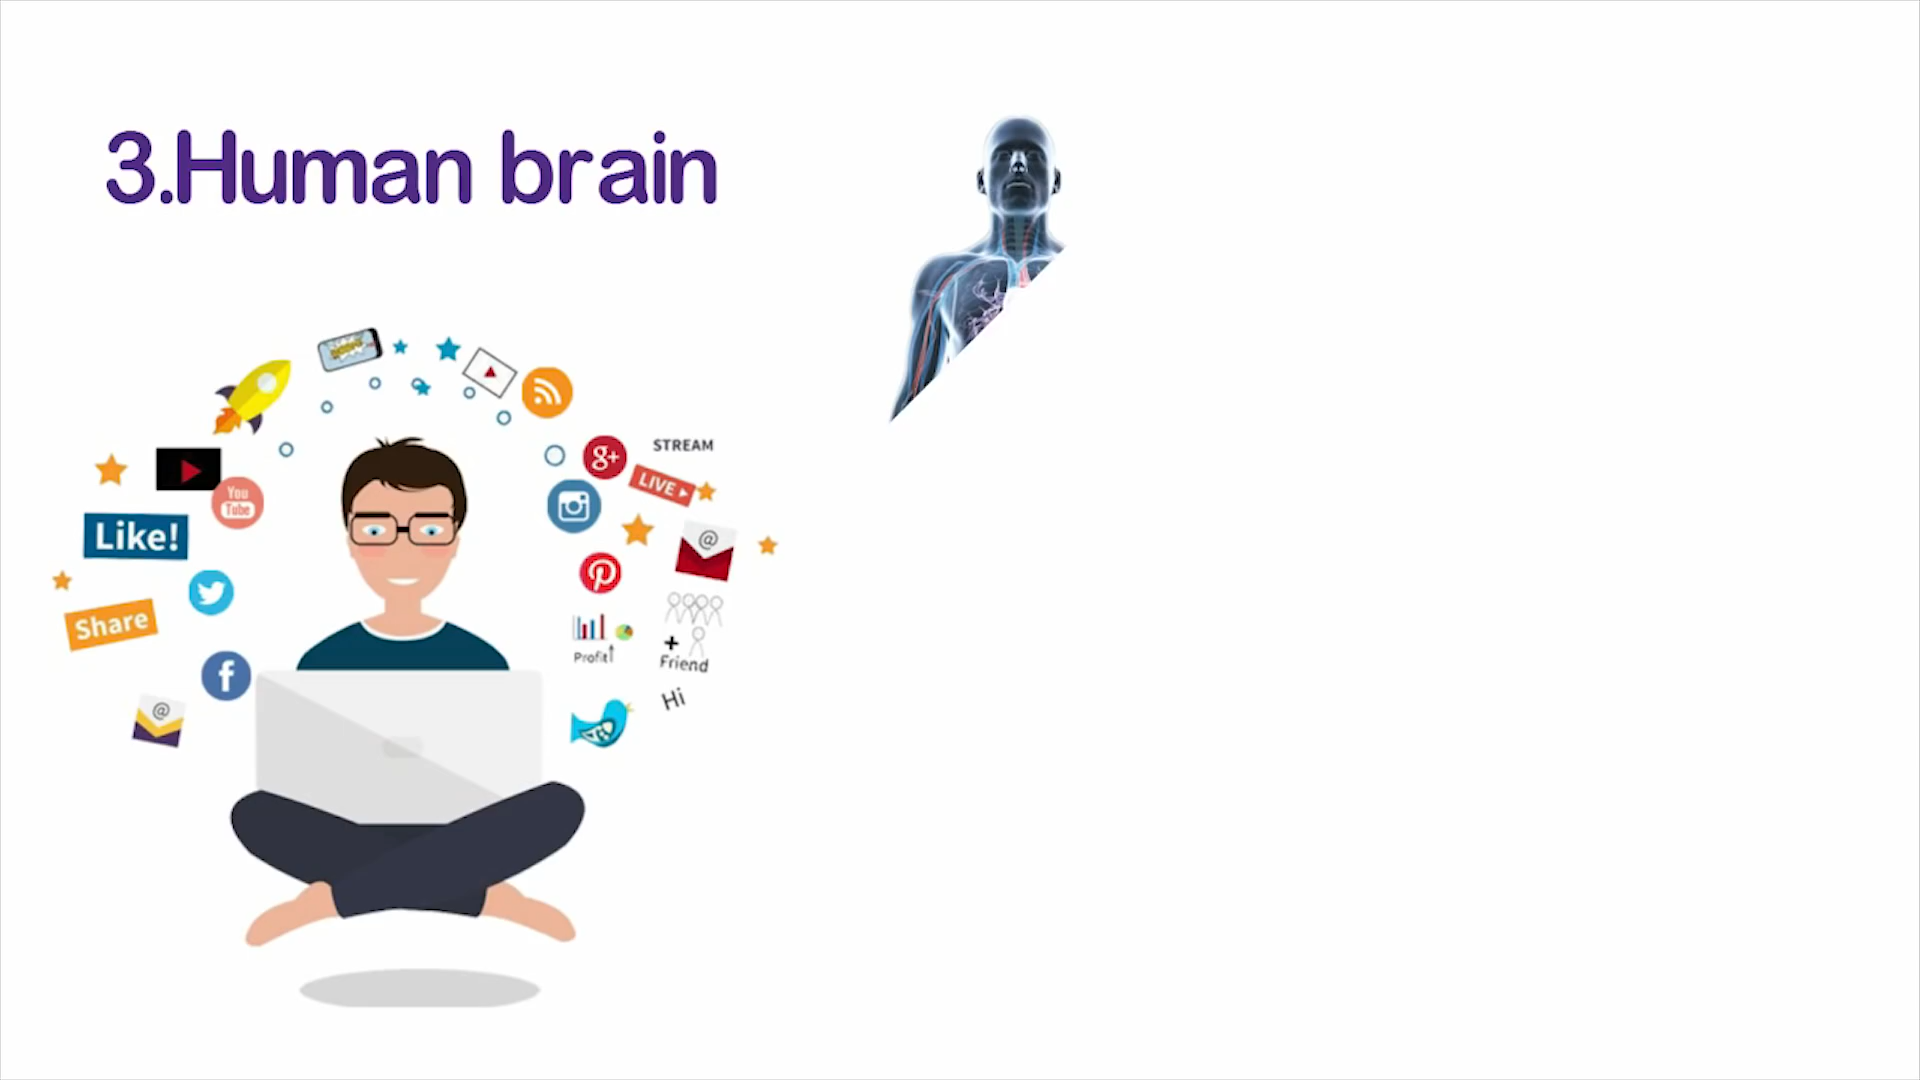 3.Human brain
STREAM
g+
LIVE
You
Tube
Like!
@
Share
Profit
+
Friend
f
@
Hi